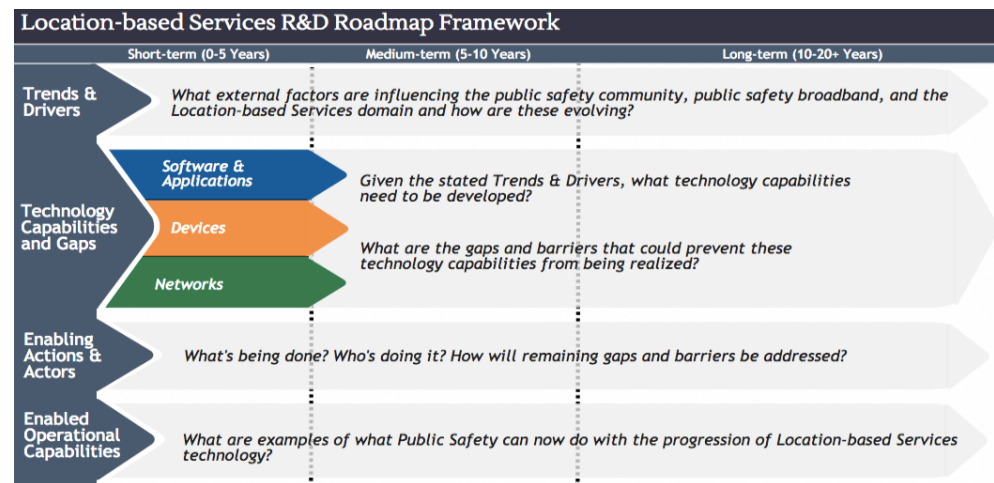 Location-based Services R&D Roadmap Framework
Short-term (0-5 Years)
Medium-term (5-10 Years)
Long-term (10-20+ Years)
Trends &
Drivers
What external factors are influencing the public safety community, public safety broadband, and the
Location-based Services domain and how are these evolving?
Technology
Capabilities
and Gaps
Software &
Applications
Devices
Networks
Given the stated Trends & Drivers, what technology capabilities
need to be developed?
What are the gaps and barriers that could prevent these
technology capabilities from being realized?
Enabling
Actions &
Actors
What's being done? Who's doing it? How will remaining gaps and barriers be addressed?
Enabled
Operational
Capabilities
What are examples of what Public Safety can now do with the progression of Location-based Services
technology?